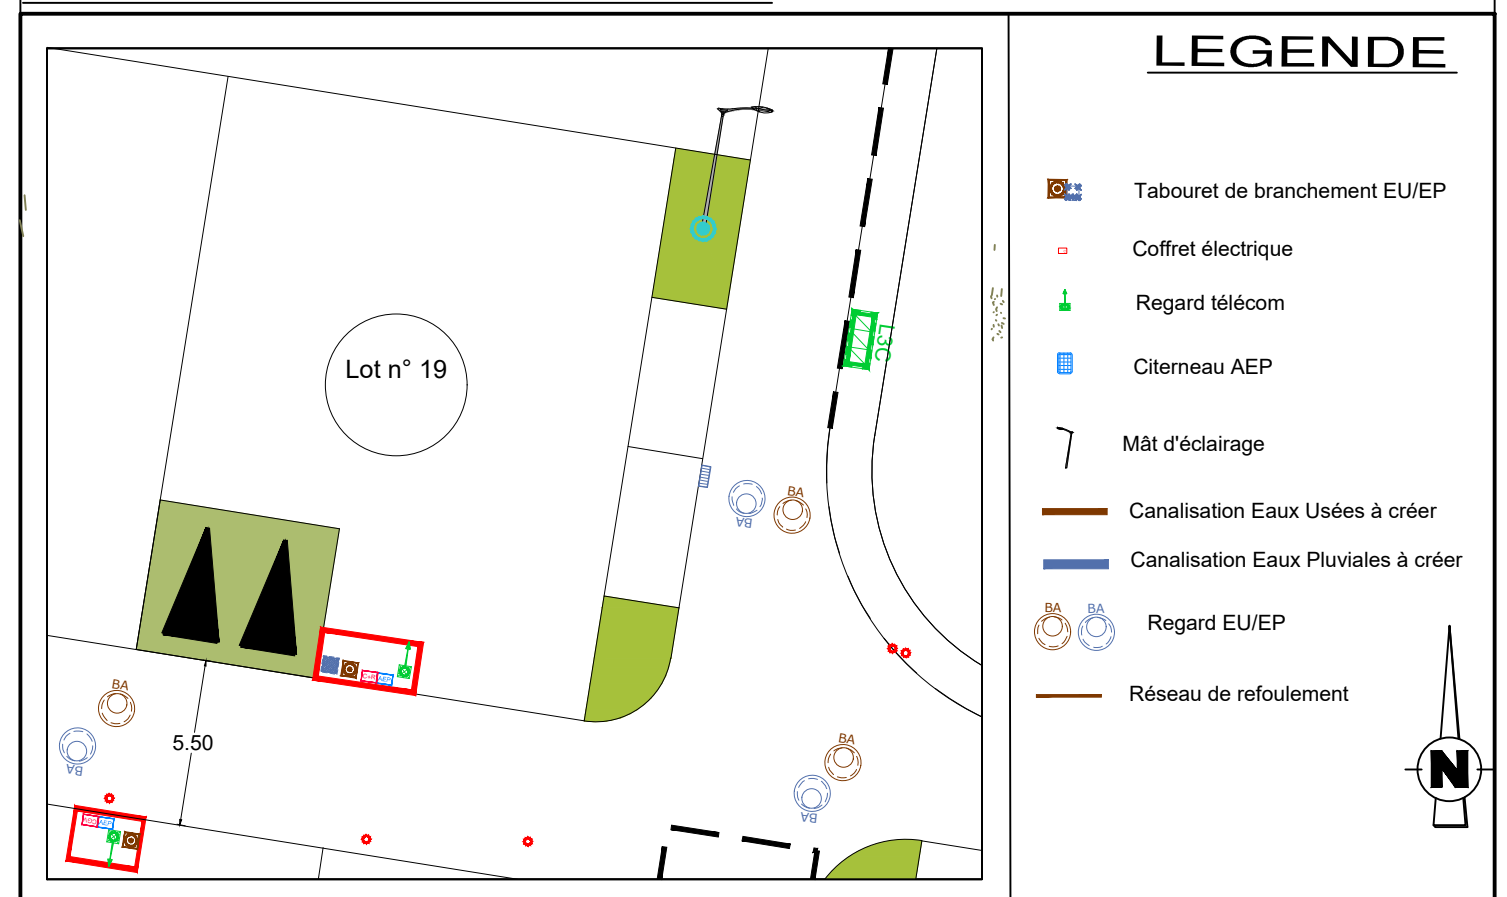 LEGENDE
Tabouret de branchement EU/EP
Coffret électrique
Regard télécom
Citerneau AEP
Mât d'éclairage
Canalisation Eaux Usées à créer
Canalisation Eaux Pluviales à créer
BA BA
Regard EU/EP
Réseau de refoulement
N
Lot n° 19
L3C
BA
BA
AEP
BA
BA
5.50
BA
BA
AEP